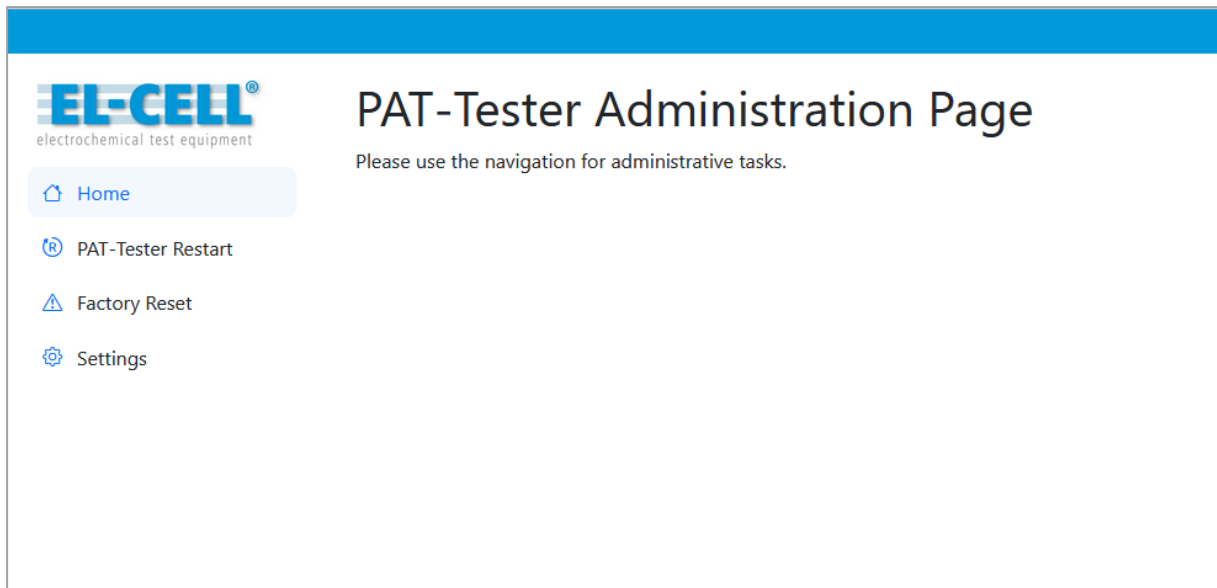 EL-CELL®
electrochemical test equipment
PAT-Tester Administration Page
Please use the navigation for administrative tasks.
Home
PAT-Tester Restart
Factory Reset
Settings